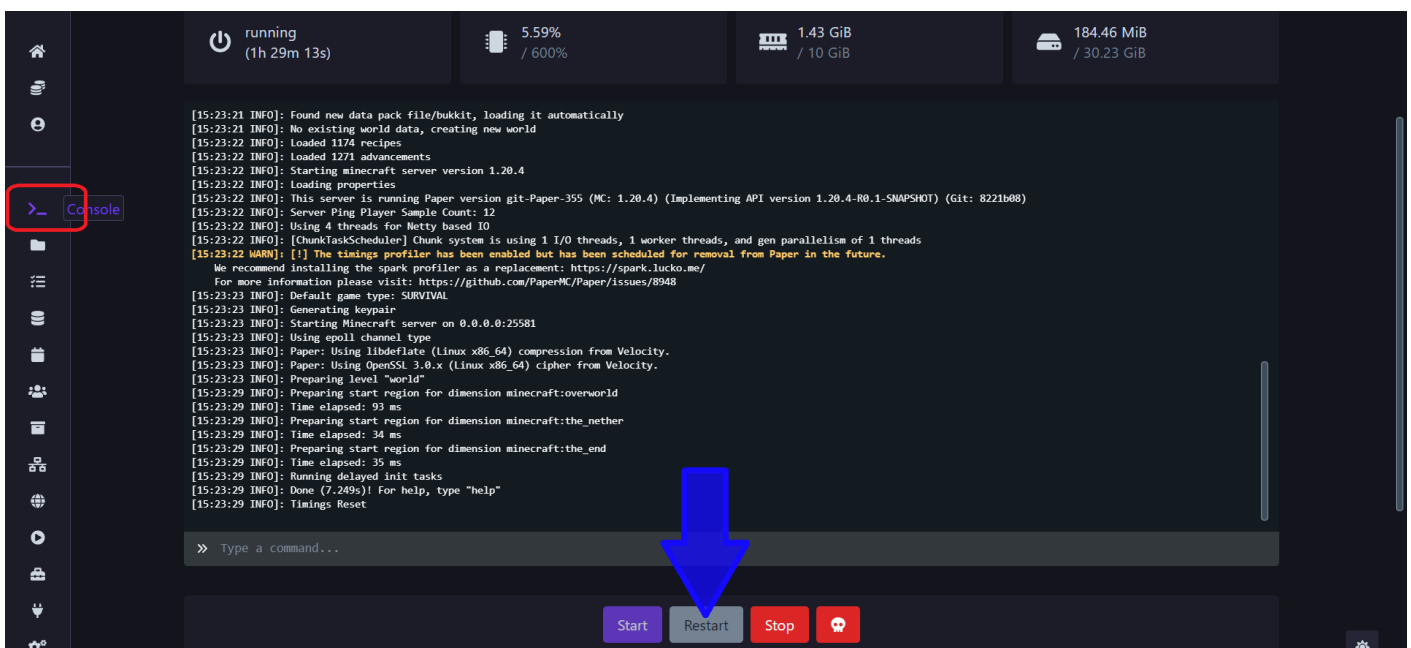 running
(1h 29m 13s)
5.59%
/ 600%
1.43 GiB
/ 10 GiB
184.46 MiB
/ 30.23 GiB
Console
[15:23:21 INFO]: Found new data pack file/bukkit, loading it automatically
[15:23:21 INFO]: No existing world data, creating new world
[15:23:22 INFO]: Loaded 1174 recipes
[15:23:22 INFO]: Loaded 1271 advancements
[15:23:22 INFO]: Starting minecraft server version 1.20.4
[15:23:22 INFO]: Loading properties
[15:23:22 INFO]: This server is running Paper version git-Paper-355 (MC: 1.20.4) (Implementing API version 1.20.4-R0.1-SNAPSHOT) (Git: 8221b08)
[15:23:22 INFO]: Server Ping Player Sample Count: 12
[15:23:22 INFO]: Using 4 threads for Netty based IO
[15:23:22 INFO]: [ChunkTaskScheduler] Chunk system is using 1 I/O threads, 1 worker threads, and gen parallelism of 1 threads
[15:23:22 WARN]: [!] The timings profiler has been enabled but has been scheduled for removal from Paper in the future.
We recommend installing the spark profiler as a replacement: https://spark.lucko.me/
For more information please visit: https://github.com/PaperMC/Paper/issues/8948
[15:23:23 INFO]: Default game type: SURVIVAL
[15:23:23 INFO]: Generating keypair
[15:23:23 INFO]: Starting Minecraft server on 0.0.0.0:25581
[15:23:23 INFO]: Using epoll channel type
[15:23:23 INFO]: Paper: Using libdeflate (Linux x86_64) compression from Velocity.
[15:23:23 INFO]: Paper: Using OpenSSL 3.0.x (Linux x86_64) cipher from Velocity.
[15:23:23 INFO]: Preparing level "world"
[15:23:29 INFO]: Preparing start region for dimension minecraft:overworld
[15:23:29 INFO]: Time elapsed: 93 ms
[15:23:29 INFO]: Preparing start region for dimension minecraft:the_nether
[15:23:29 INFO]: Time elapsed: 34 ms
[15:23:29 INFO]: Preparing start region for dimension minecraft:the_end
[15:23:29 INFO]: Time elapsed: 35 ms
[15:23:29 INFO]: Running delayed init tasks
[15:23:29 INFO]: Done (7.249s)! For help, type "help"
[15:23:29 INFO]: Timings Reset
Type a command...
Start
Restart
Stop